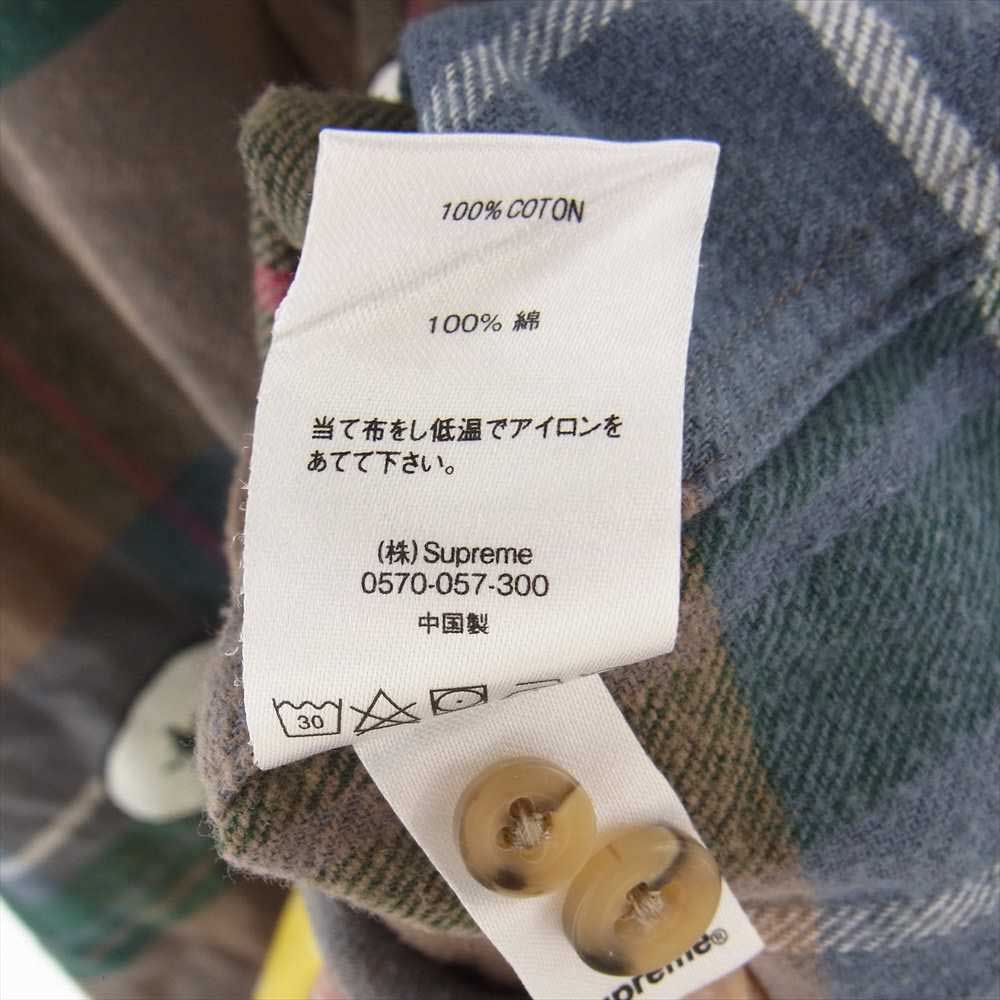 100% COTON
100% 綿
当て布をし低温でアイロンを
あてて下さい。
(株) Supreme
0570-057-300
中国製
30
upreme®